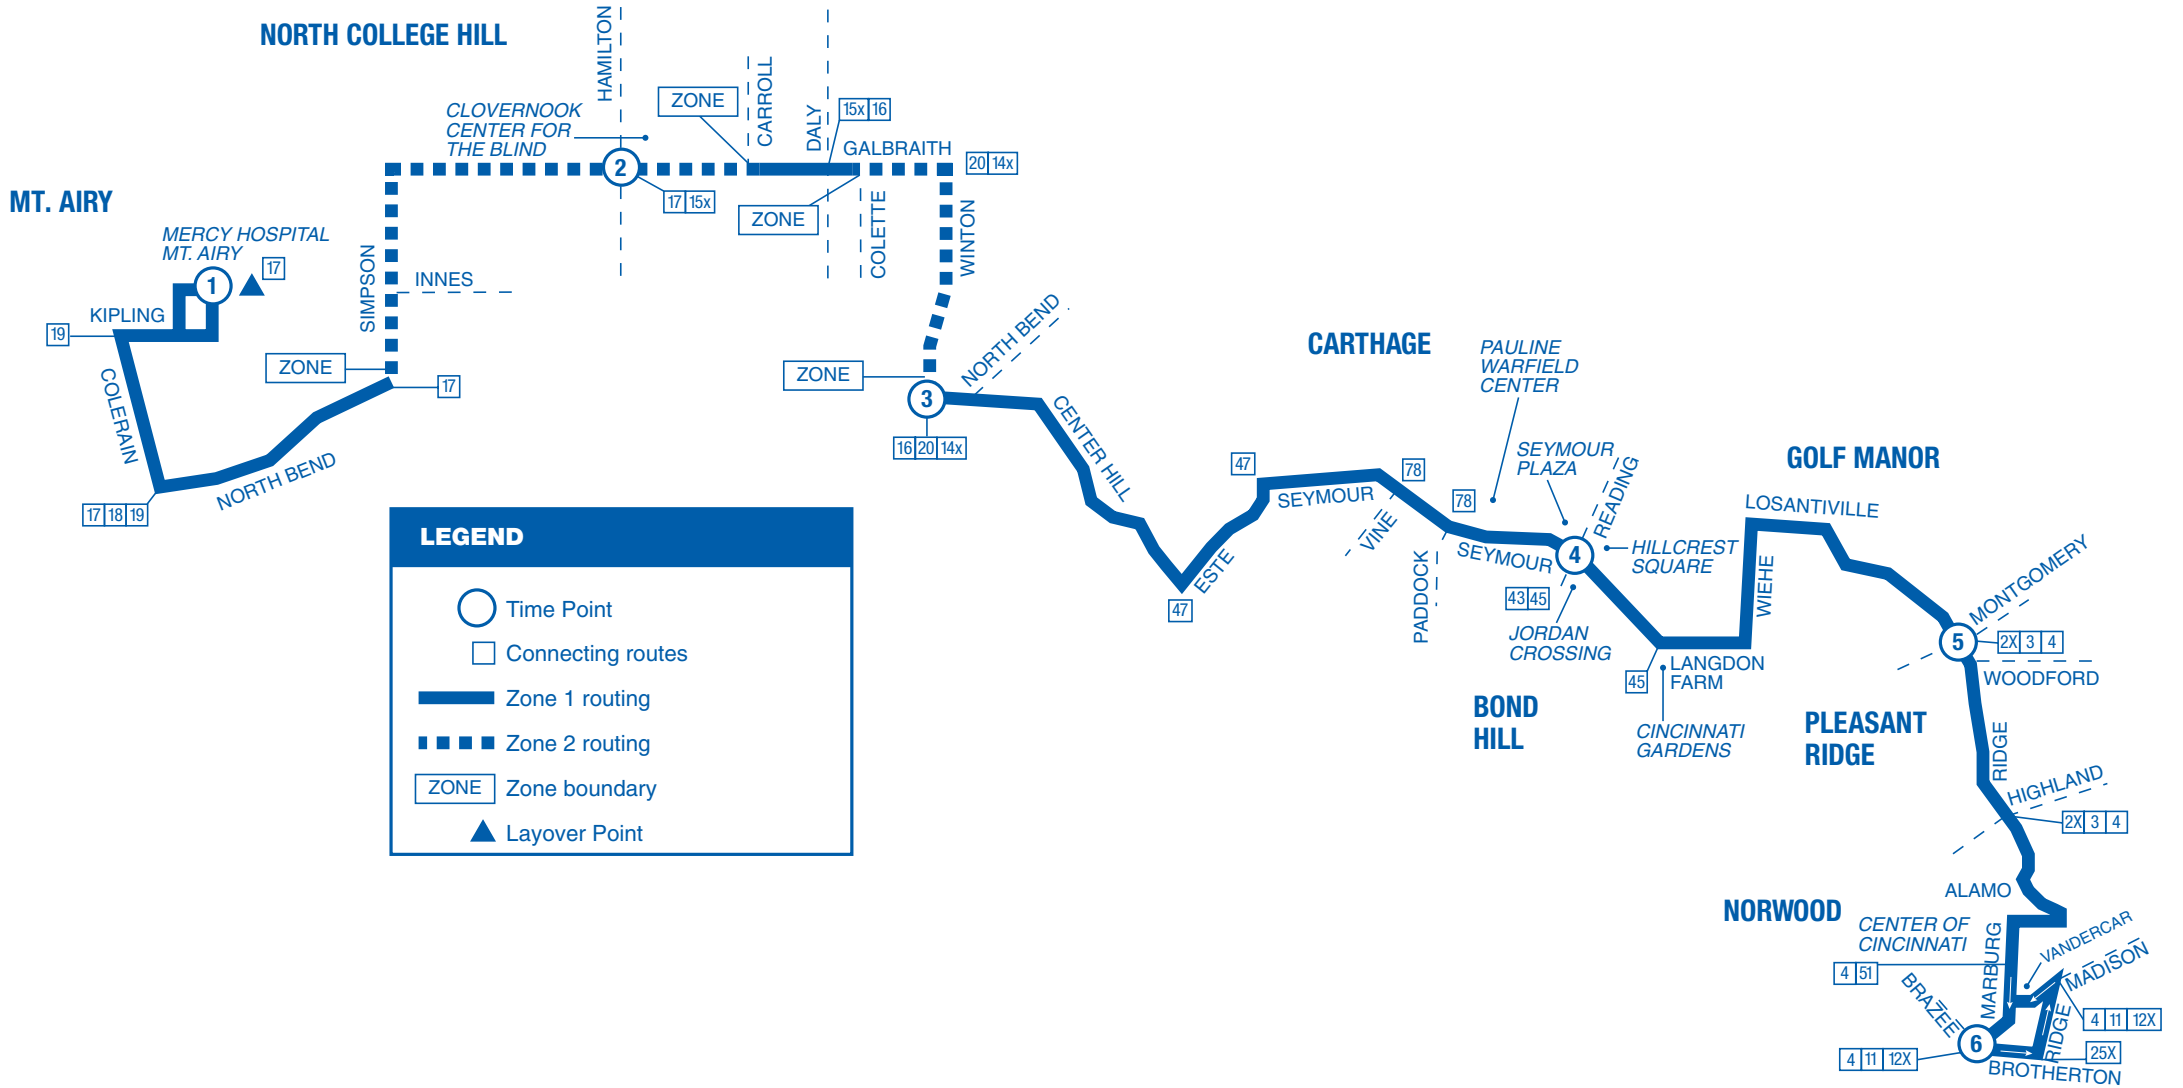 NORTH COLLEGE HILL
HAMILTON
CLOVERNOOK
CENTER FOR
THE BLIND
ZONE
CARROLL
DALY
15x 16
GALBRAITH
20 14x
2
17 15x
ZONE
COLETTE
WINTON
MT. AIRY
MERCY HOSPITAL
MT. AIRY
17
1
SIMPSON
INNES
KIPLING
19
ZONE
17
COLERAIN
NORTH BEND
17 18 19
ZONE
3
NORTH BEND
16 20 14x
CENTER HILL
CARTHAGE
PAULINE
WARFIELD
CENTER
47
SEYMOUR
78
VINE
78
SEYMOUR
PLAZA
READING
ESTE
47
PADDOCK
SEYMOUR
4
HILLCREST
SQUARE
43 45
JORDAN
CROSSING
GOLF MANOR
LOSANTIVILLE
WIEHE
LANGDON
FARM
45
CINCINNATI
GARDENS
BOND
HILL
MONTGOMERY
5
2X 3 4
WOODFORD
PLEASANT
RIDGE
RIDGE
HIGHLAND
2X 3 4
ALAMO
NORWOOD
CENTER OF
CINCINNATI
MARBURG
VANDERCAR
MADISON
4 51
BRAZEE
RIDGE
4 11 12X
6
4 11 12X
25X
BROTHERTON
LEGEND
Time Point
Connecting routes
Zone 1 routing
Zone 2 routing
ZONE Zone boundary
Layover Point